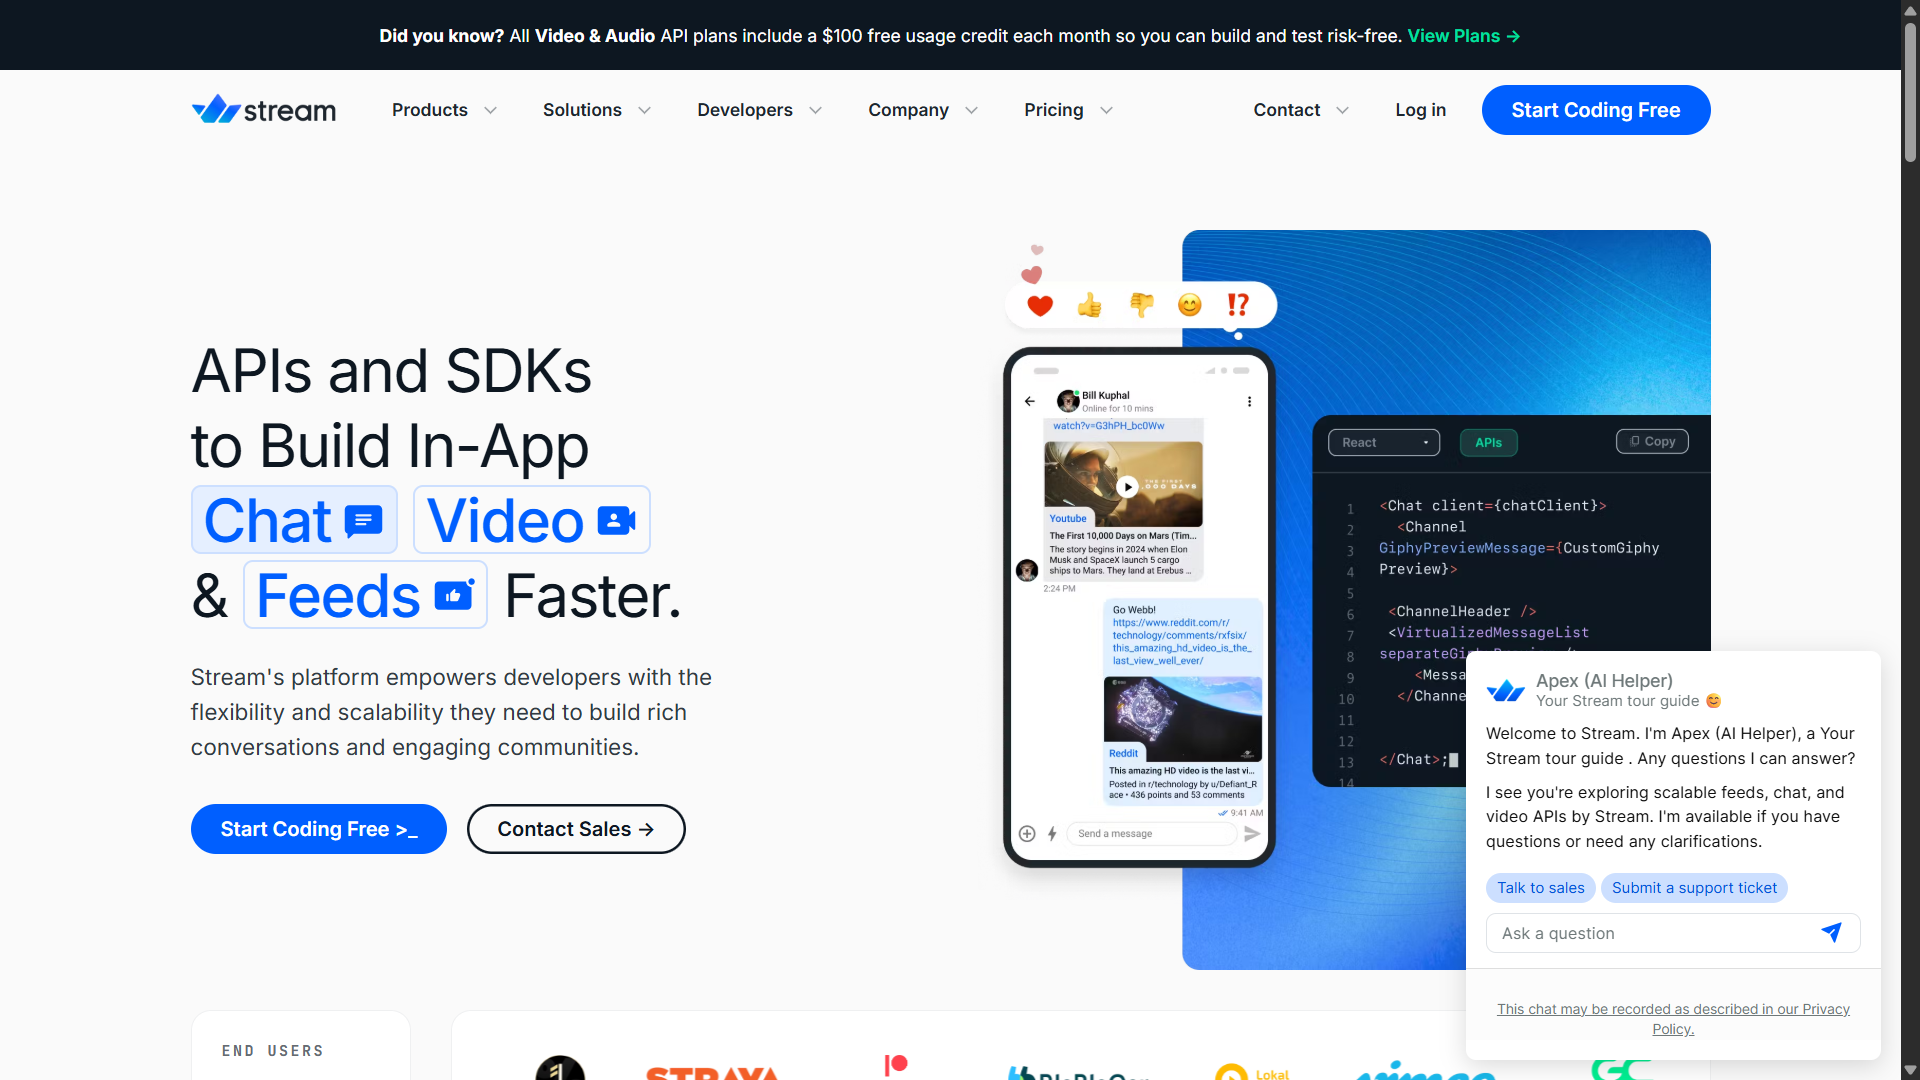 Did you know? All Video & Audio API plans include a $100 free usage credit each month so you can build and test risk-free. View Plans →
stream
Products
Solutions
Developers
Company
Pricing
Contact
Log in
Start Coding Free
APIs and SDKs
to Build In-App
Chat Video
& Feeds Faster.
Stream's platform empowers developers with the
flexibility and scalability they need to build rich
conversations and engaging communities.
Start Coding Free >_
Contact Sales →
Bill Kuphal
Online for 10 mins
watch?v=G3hPH_bc0Ww
Youtube
The First 10,000 Days on Mars (Tim...
The story begins in 2024 when Elon
Musk and SpaceX launch 5 cargo
ships to Mars. They land at Erebus ...
2:24 PM
Go Webb!
https://www.reddit.com/r/
technology/comments/rxfsix/
this_amazing_hd_video_is_the_
last_view_well_ever/
Reddit
This amazing HD video is the last vi...
Posted in r/technology by u/Defiant_R
ace • 436 points and 53 comments
9:41 AM
Send a message
React
APIs
Copy
1 <Chat client={chatClient}>
2 <Channel
3 GiphyPreviewMessage={CustomGiphy
4 Preview}>
5
6 <ChannelHeader />
7 <VirtualizedMessageList
8
9 <Messa
10 </Channe
11
12
13 </Chat>;
14
Apex (AI Helper)
Your Stream tour guide 😊
Welcome to Stream. I'm Apex (AI Helper), a Your
Stream tour guide . Any questions I can answer?
I see you're exploring scalable feeds, chat, and
video APIs by Stream. I'm available if you have
questions or need any clarifications.
Talk to sales
Submit a support ticket
Ask a question
This chat may be recorded as described in our Privacy
Policy.
END USERS
STRAVA
BlaBlaCar
Lokal
vimeo